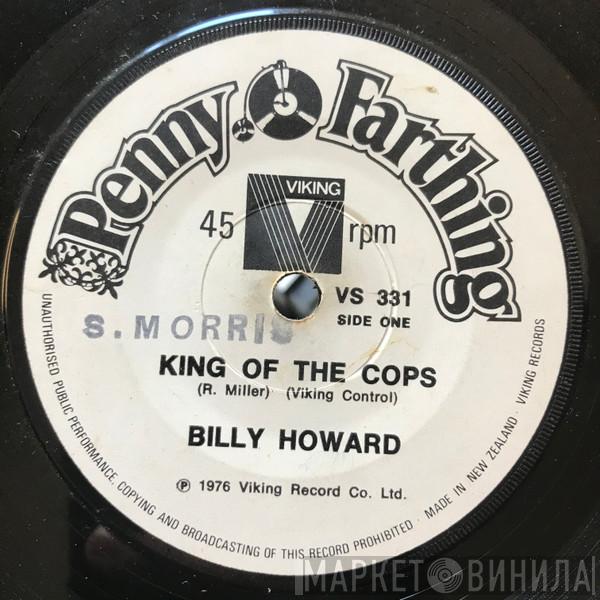 Penny Farthing
VIKING
45 rpm
VS 331
SIDE ONE
S. MORRIS
KING OF THE COPS
(R. Miller) (Viking Control)
BILLY HOWARD
℗ 1976 Viking Record Co. Ltd.
UNAUTHORISED PUBLIC PERFORMANCE, COPYING AND BROADCASTING OF THIS RECORD PROHIBITED · MADE IN NEW ZEALAND · VIKING RECORDS
МАРКЕТ ВИНИЛА